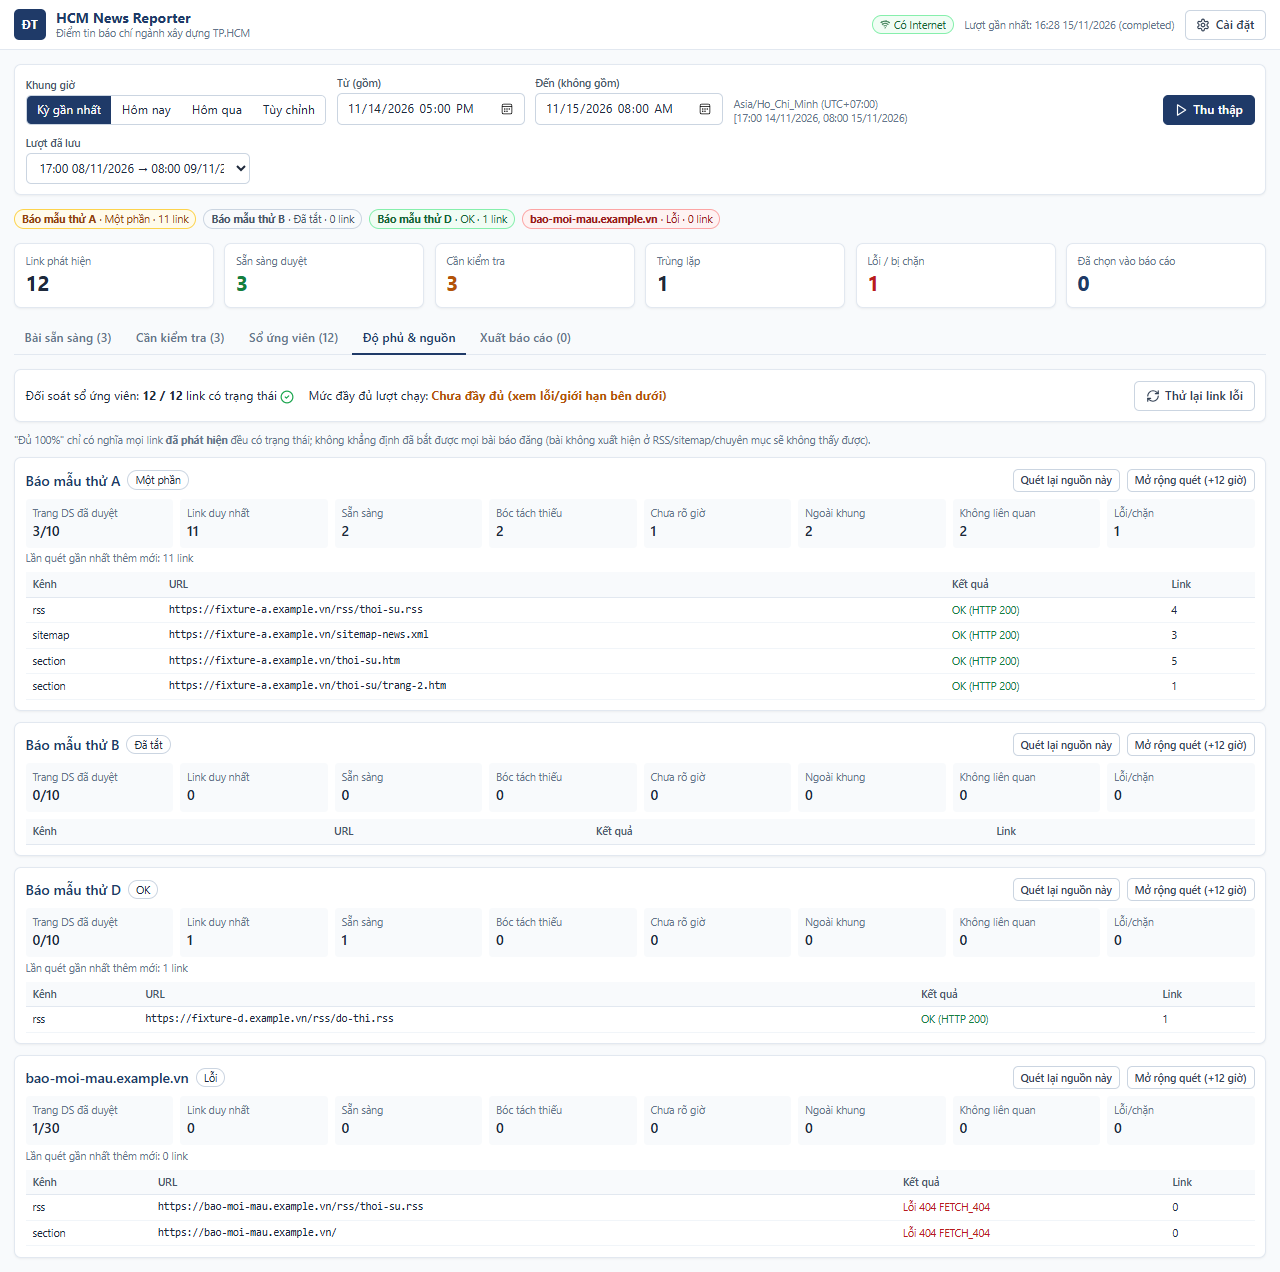 ĐT
HCM News Reporter
Điểm tin báo chí ngành xây dựng TP.HCM
Có Internet
Lượt gần nhất: 16:28 15/11/2026 (completed)
Cài đặt
Khung giờ
Kỳ gần nhất Hôm nay Hôm qua Tùy chỉnh
Từ (gồm)
11/14/2026 05:00 PM
Đến (không gồm)
11/15/2026 08:00 AM
Asia/Ho_Chi_Minh (UTC+07:00)
[17:00 14/11/2026, 08:00 15/11/2026)
Thu thập
Lượt đã lưu
17:00 08/11/2026 → 08:00 09/11/2
Báo mẫu thử A · Một phần · 11 link
Báo mẫu thử B · Đã tắt · 0 link
Báo mẫu thử D · OK · 1 link
bao-moi-mau.example.vn · Lỗi · 0 link
Link phát hiện
12
Sẵn sàng duyệt
3
Cần kiểm tra
3
Trùng lặp
1
Lỗi / bị chặn
1
Đã chọn vào báo cáo
0
Bài sẵn sàng (3) Cần kiểm tra (3) Sổ ứng viên (12) Độ phủ & nguồn Xuất báo cáo (0)
Đối soát sổ ứng viên: 12 / 12 link có trạng thái Mức đầy đủ lượt chạy: Chưa đầy đủ (xem lỗi/giới hạn bên dưới)
Thử lại link lỗi
"Đủ 100%" chỉ có nghĩa mọi link đã phát hiện đều có trạng thái; không khẳng định đã bắt được mọi bài báo đăng (bài không xuất hiện ở RSS/sitemap/chuyên mục sẽ không thấy được).
Báo mẫu thử A Một phần
Quét lại nguồn này Mở rộng quét (+12 giờ)
Trang DS đã duyệt Link duy nhất Sẵn sàng Bóc tách thiếu Chưa rõ giờ Ngoài khung Không liên quan Lỗi/chặn
3/10 11 2 2 1 2 2 1
Lần quét gần nhất thêm mới: 11 link
Kênh URL Kết quả Link
rss https://fixture-a.example.vn/rss/thoi-su.rss OK (HTTP 200) 4
sitemap https://fixture-a.example.vn/sitemap-news.xml OK (HTTP 200) 3
section https://fixture-a.example.vn/thoi-su.htm OK (HTTP 200) 5
section https://fixture-a.example.vn/thoi-su/trang-2.htm OK (HTTP 200) 1
Báo mẫu thử B Đã tắt
Quét lại nguồn này Mở rộng quét (+12 giờ)
Trang DS đã duyệt Link duy nhất Sẵn sàng Bóc tách thiếu Chưa rõ giờ Ngoài khung Không liên quan Lỗi/chặn
0/10 0 0 0 0 0 0 0
Kênh URL Kết quả Link
Báo mẫu thử D OK
Quét lại nguồn này Mở rộng quét (+12 giờ)
Trang DS đã duyệt Link duy nhất Sẵn sàng Bóc tách thiếu Chưa rõ giờ Ngoài khung Không liên quan Lỗi/chặn
0/10 1 1 0 0 0 0 0
Lần quét gần nhất thêm mới: 1 link
Kênh URL Kết quả Link
rss https://fixture-d.example.vn/rss/do-thi.rss OK (HTTP 200) 1
bao-moi-mau.example.vn Lỗi
Quét lại nguồn này Mở rộng quét (+12 giờ)
Trang DS đã duyệt Link duy nhất Sẵn sàng Bóc tách thiếu Chưa rõ giờ Ngoài khung Không liên quan Lỗi/chặn
1/30 0 0 0 0 0 0 0
Lần quét gần nhất thêm mới: 0 link
Kênh URL Kết quả Link
rss https://bao-moi-mau.example.vn/rss/thoi-su.rss Lỗi 404 FETCH_404 0
section https://bao-moi-mau.example.vn/ Lỗi 404 FETCH_404 0